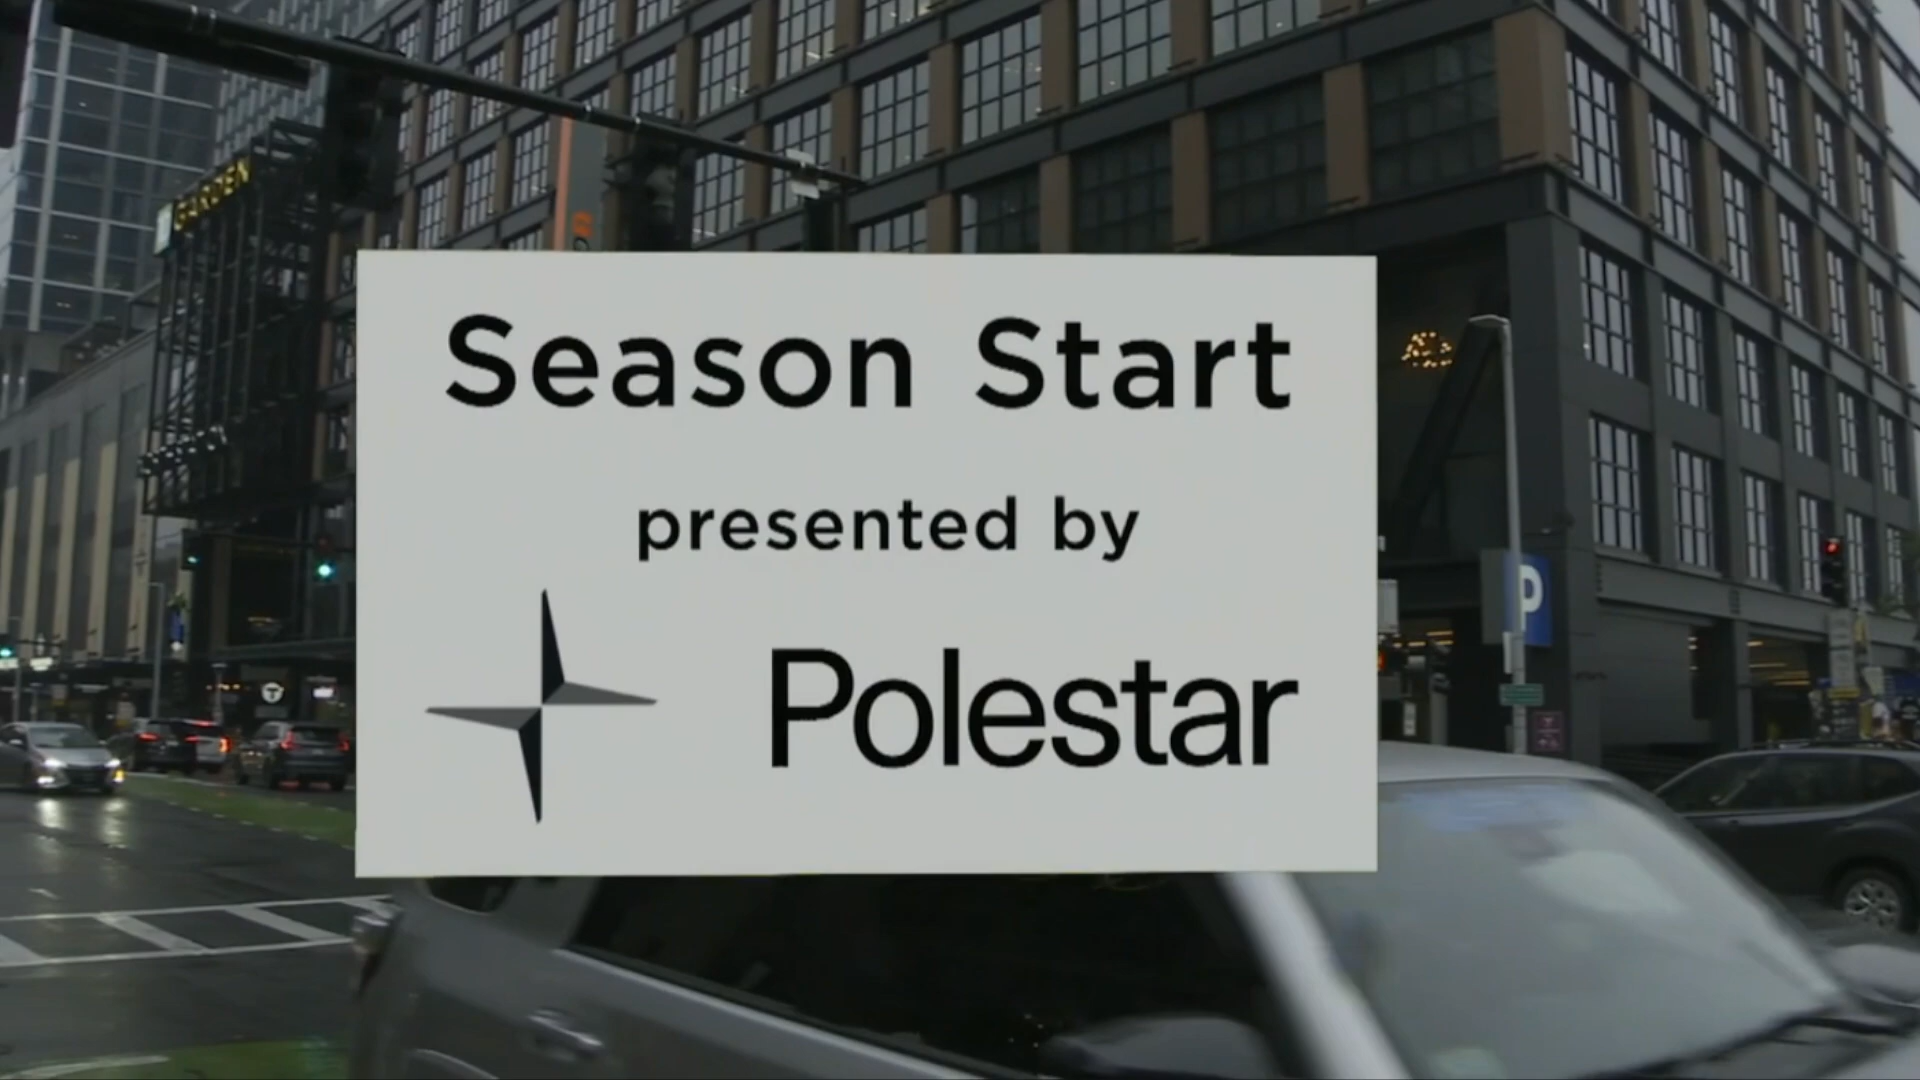 GARDEN
Season Start
presented by
Polestar
P
T